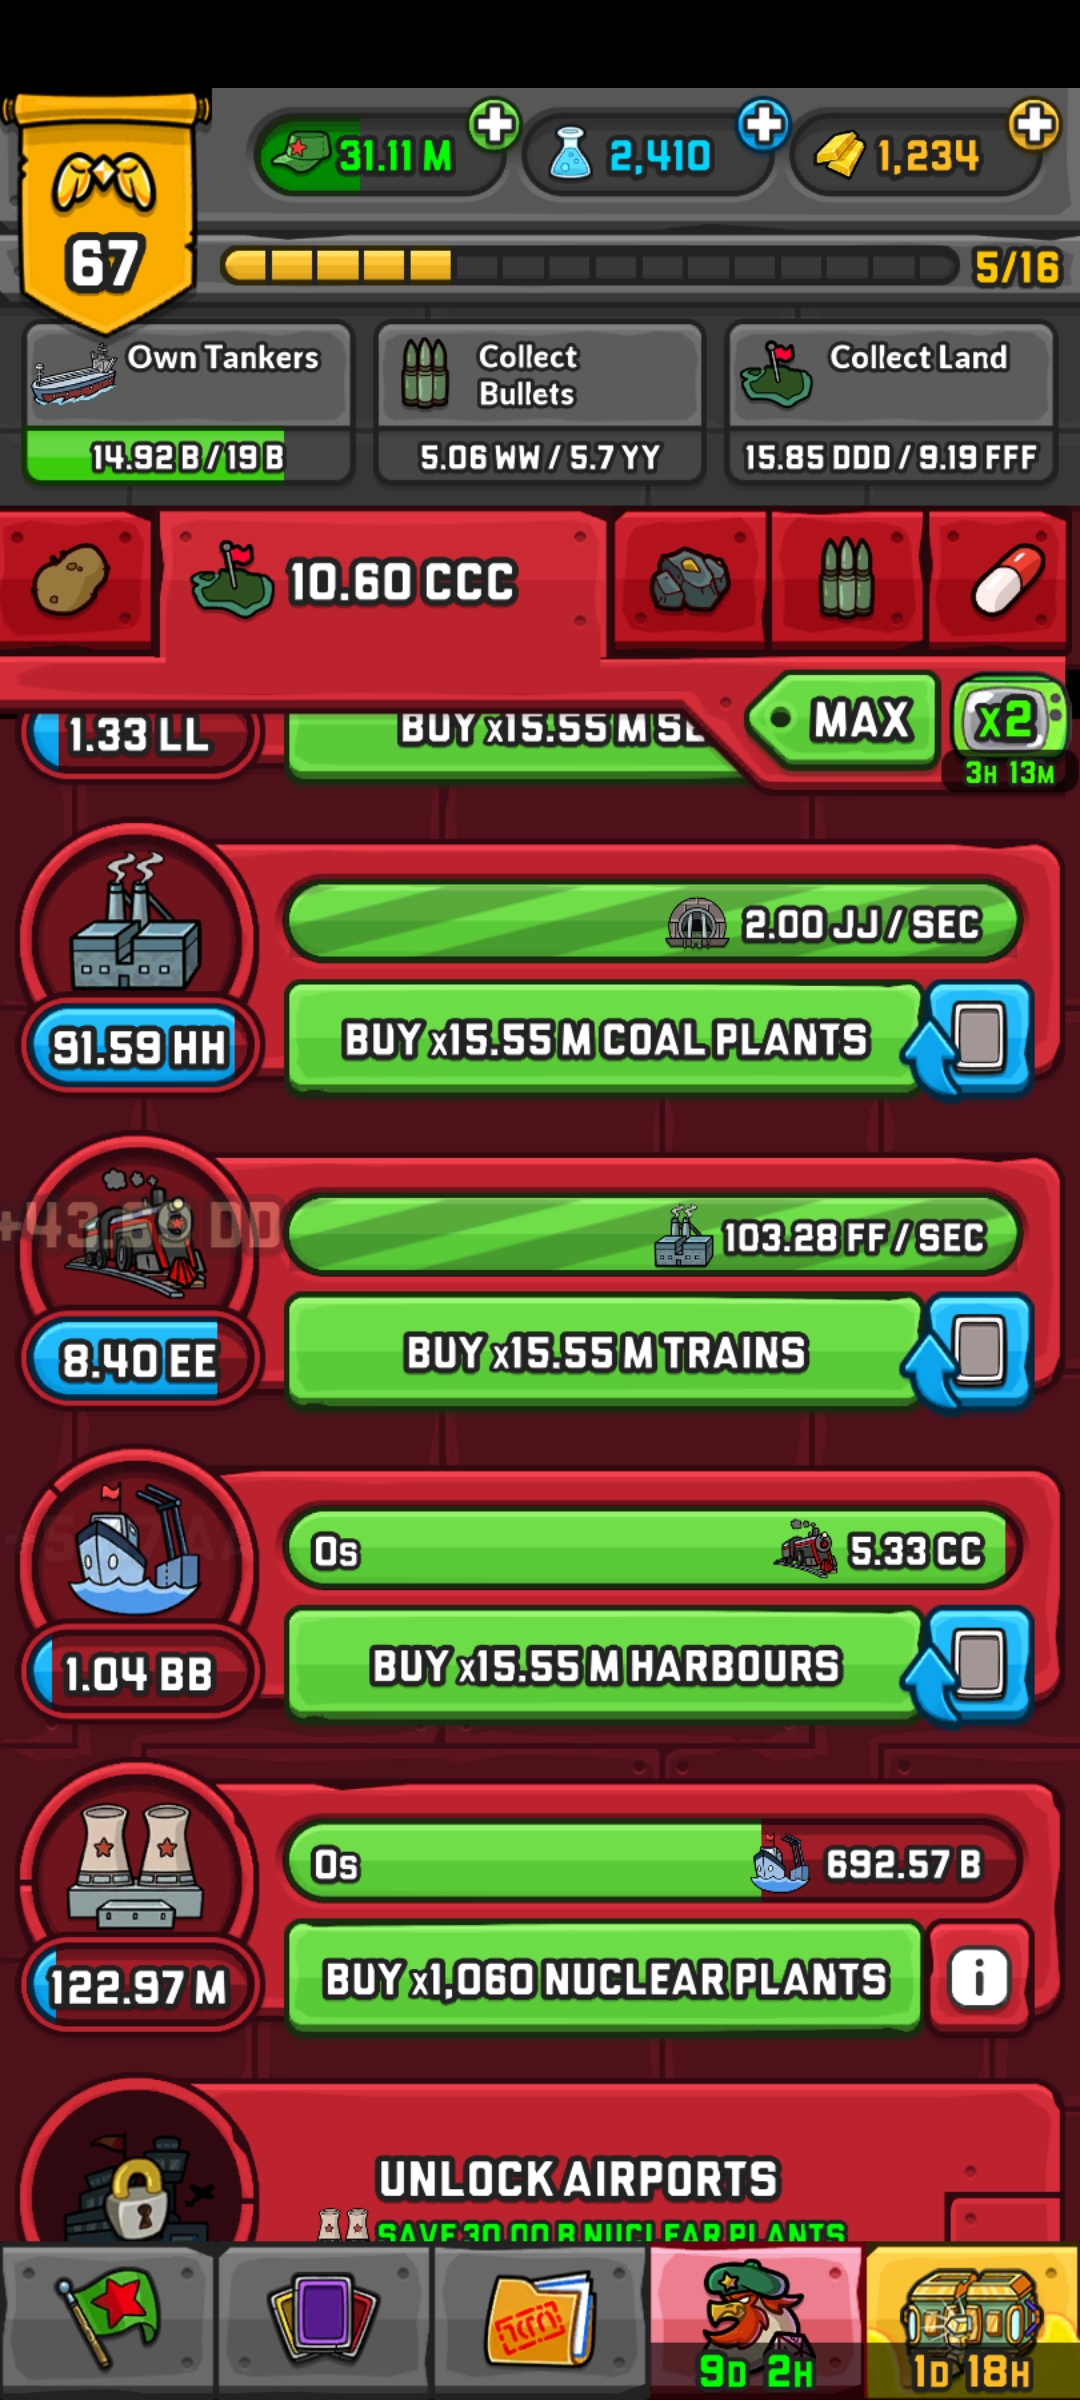 67
31.11 M
2,410
1,234
5/16
Own Tankers
14.92 B / 19 B
Collect
Bullets
5.06 WW / 5.7 YY
Collect Land
15.85 DDD / 9.19 FFF
10.60 CCC
MAX
x2
3H 13M
1.33 LL
BUY x15.55 M SE
2.00 JJ / SEC
91.59 HH
BUY x15.55 M COAL PLANTS
103.28 FF / SEC
8.40 EE
BUY x15.55 M TRAINS
0s
5.33 CC
1.04 BB
BUY x15.55 M HARBOURS
0s
692.57 B
122.97 M
BUY x1,060 NUCLEAR PLANTS
i
UNLOCK AIRPORTS
SAVE 30.00 B NUCLEAR PLANTS
9D 2H
1D 18H